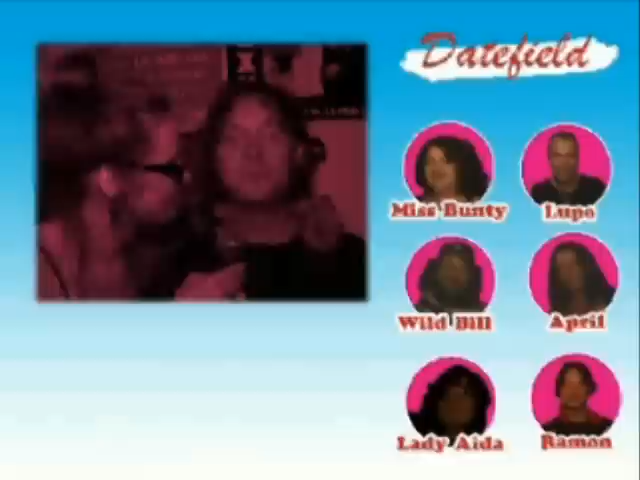 Datefield
Miss Bunty
Lupo
Wild Bill
April
Lady Aida
Ramon